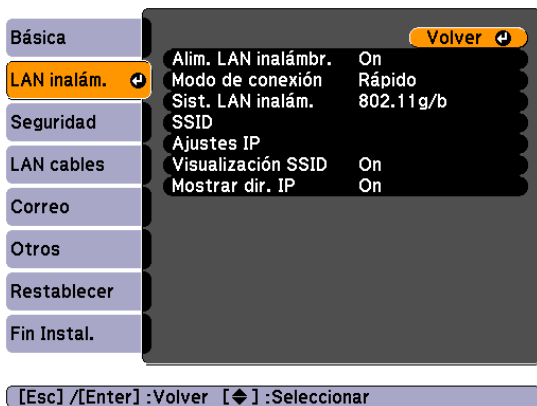 Básica
LAN inalám.
Seguridad
LAN cables
Correo
Otros
Restablecer
Fin Instal.
Volver
Alim. LAN inalámbr. On
Modo de conexión Rápido
Sist. LAN inalám. 802.11g/b
SSID
Ajustes IP
Visualización SSID On
Mostrar dir. IP On
[Esc] /[Enter] :Volver [◆] :Seleccionar